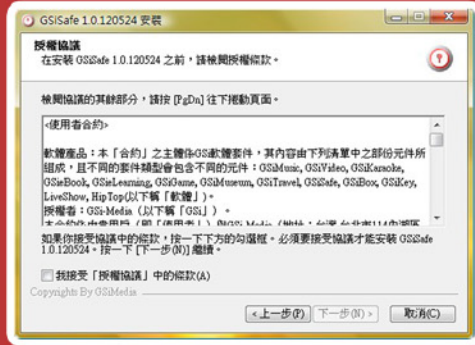 GSiSafe 1.0.120524 安裝
授權協議
在安裝 GSiSafe 1.0.120524 之前，請檢閱授權條款。
檢閱協議的其餘部分，請按 [PgDn] 往下捲動頁面。
<使用者合約>
軟體產品：本「合約」之主體係GSi軟體套件，其內容由下列清單中之部份元件所
組成，且不同的套件類型會包含不同的元件：GSiMusic, GSiVideo, GSiKaraoke,
GSieBook, GSieLearning, GSiGame, GSiMuseum, GSiTravel, GSiSafe, GSiBox, GSiKey,
LiveShow, HipTop(以下稱「軟體」)。
授權者：GSi-Media（以下稱「GSi」）。
如果你接受協議中的條款，按一下下方的勾選框。必須要接受協議才能安裝 GSiSafe
1.0.120524。按一下 [下一步(N)] 繼續。
我接受「授權協議」中的條款(A)
Copyrights By GSiMedia
<上一步(P) 下一步(N)> 取消(C)